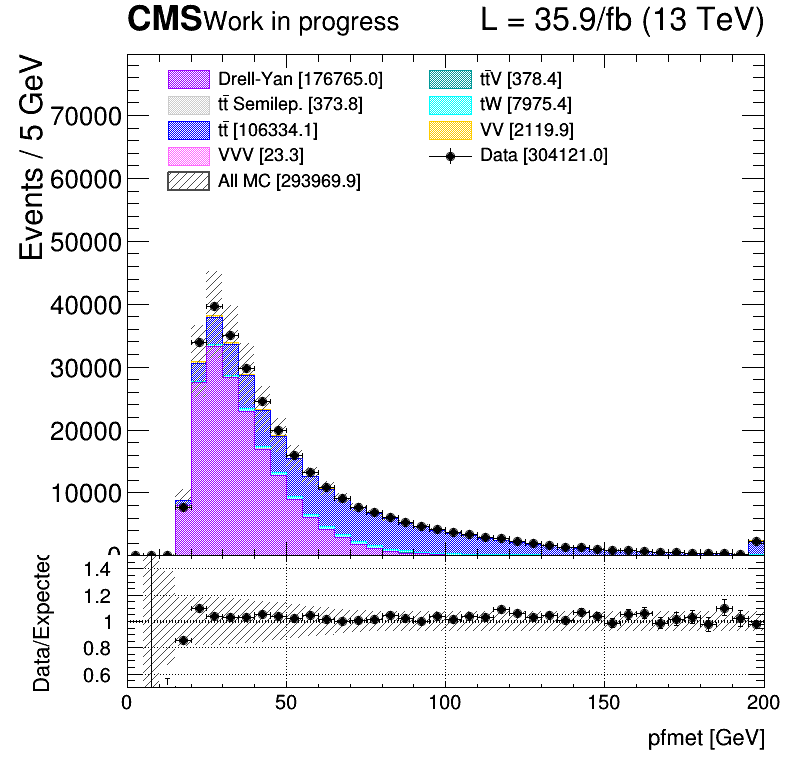 CMS Work in progress L = 35.9/fb (13 TeV)
Events / 5 GeV
Drell-Yan [176765.0]
tt̄ Semilep. [373.8]
tt̄ [106334.1]
VVV [23.3]
All MC [293969.9]
tt̄V [378.4]
tW [7975.4]
VV [2119.9]
Data [304121.0]
70000
60000
50000
40000
30000
20000
10000
0
Data/Expected
1.4
1.2
1
0.8
0.6
0 50 100 150 200
pfmet [GeV]